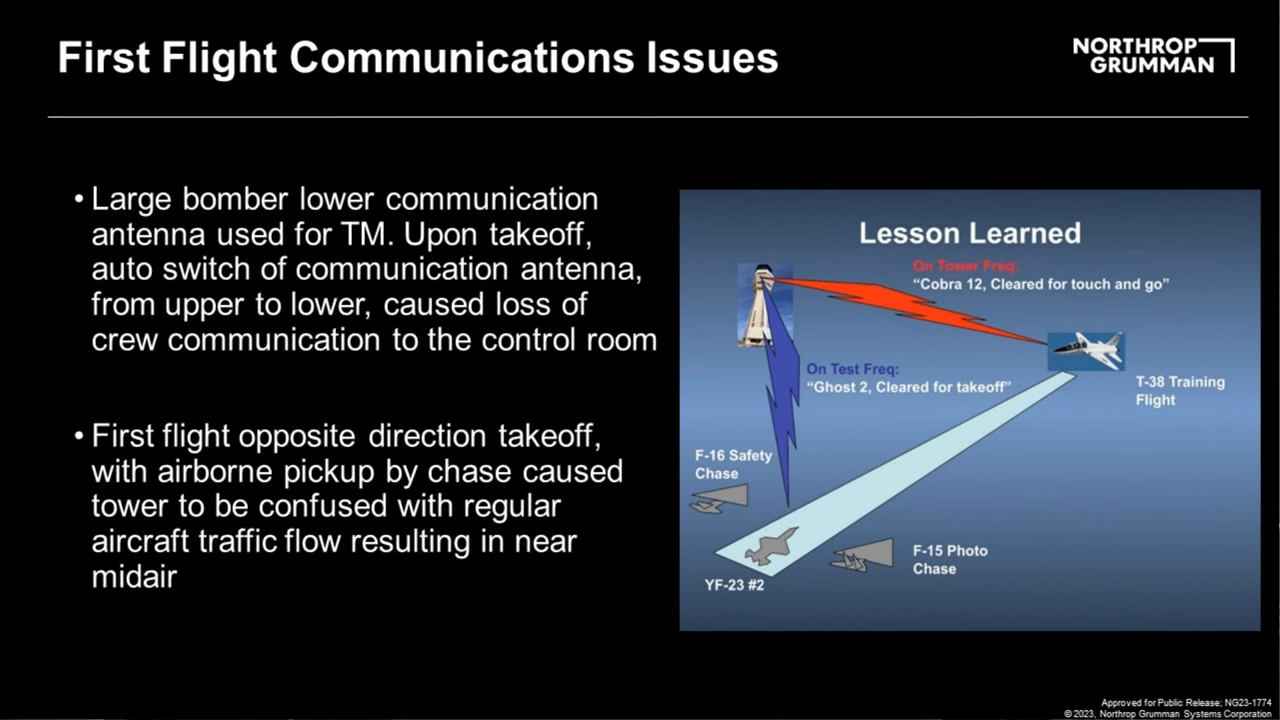 First Flight Communications Issues
NORTHROP
GRUMMAN
• Large bomber lower communication
antenna used for TM. Upon takeoff,
auto switch of communication antenna,
from upper to lower, caused loss of
crew communication to the control room
• First flight opposite direction takeoff,
with airborne pickup by chase caused
tower to be confused with regular
aircraft traffic flow resulting in near
midair
Lesson Learned
On Tower Freq:
“Cobra 12, Cleared for touch and go”
On Test Freq:
“Ghost 2, Cleared for takeoff”
T-38 Training
Flight
F-16 Safety
Chase
F-15 Photo
Chase
YF-23 #2
Approved for Public Release; NG23-1774
© 2023, Northrop Grumman Systems Corporation